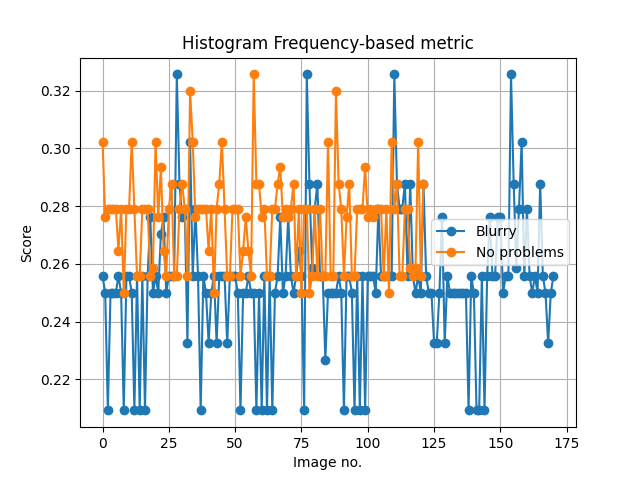 Histogram Frequency-based metric
0.32
0.30
0.28
0.26
0.24
0.22
Score
Blurry
No problems
0 25 50 75 100 125 150 175
Image no.